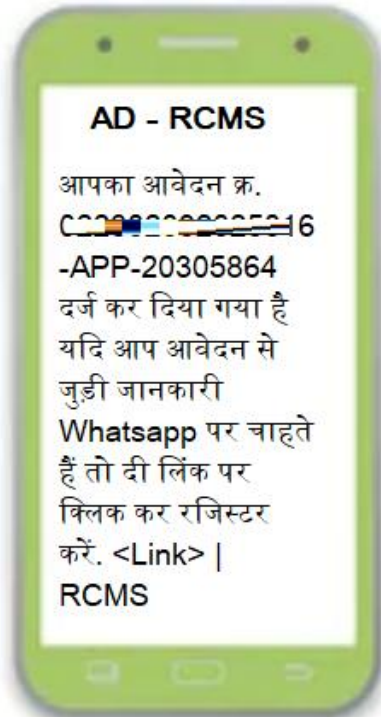 AD - RCMS
आपका आवेदन क्र.
-APP-20305864
दर्ज कर दिया गया है
यदि आप आवेदन से
जुड़ी जानकारी
Whatsapp पर चाहते
हैं तो दी लिंक पर
क्लिक कर रजिस्टर
करें. <Link> |
RCMS